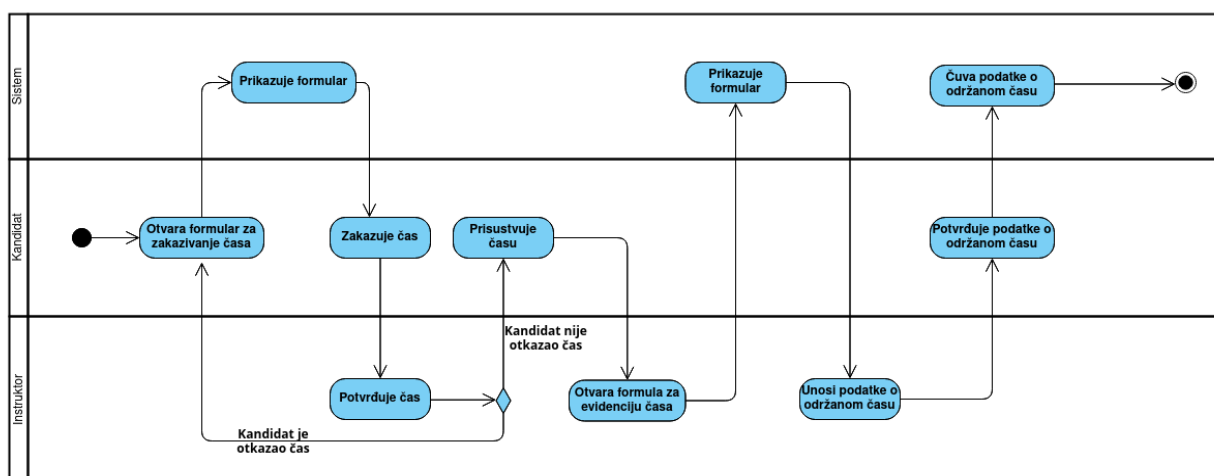 Sistem
Prikazuje formular
Prikazuje
formular
Čuva podatke o
održanom času
Kandidat
Otvara formular za
zakazivanje časa
Zakazuje čas
Prisustvuje
času
Potvrđuje podatke o
održanom času
Instruktor
Kandidat nije
otkazao čas
Potvrđuje čas
Otvara formula za
evidenciju časa
Unosi podatke o
održanom času
Kandidat je
otkazao čas